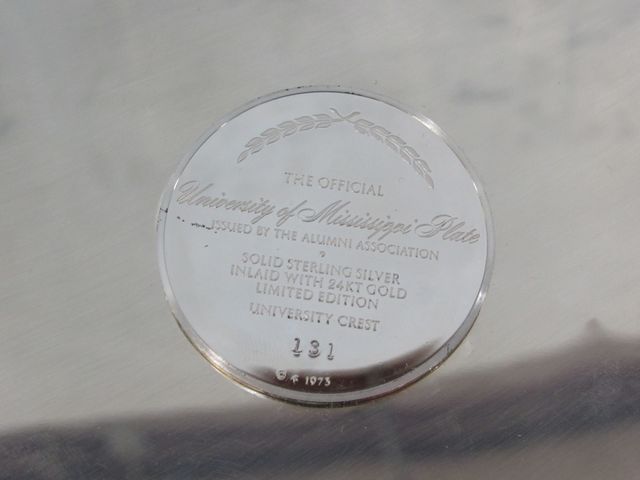 THE OFFICIAL
University of Mississippi Plate
ISSUED BY THE ALUMNI ASSOCIATION
SOLID STERLING SILVER
INLAID WITH 24KT GOLD
LIMITED EDITION
UNIVERSITY CREST
131
© 1973